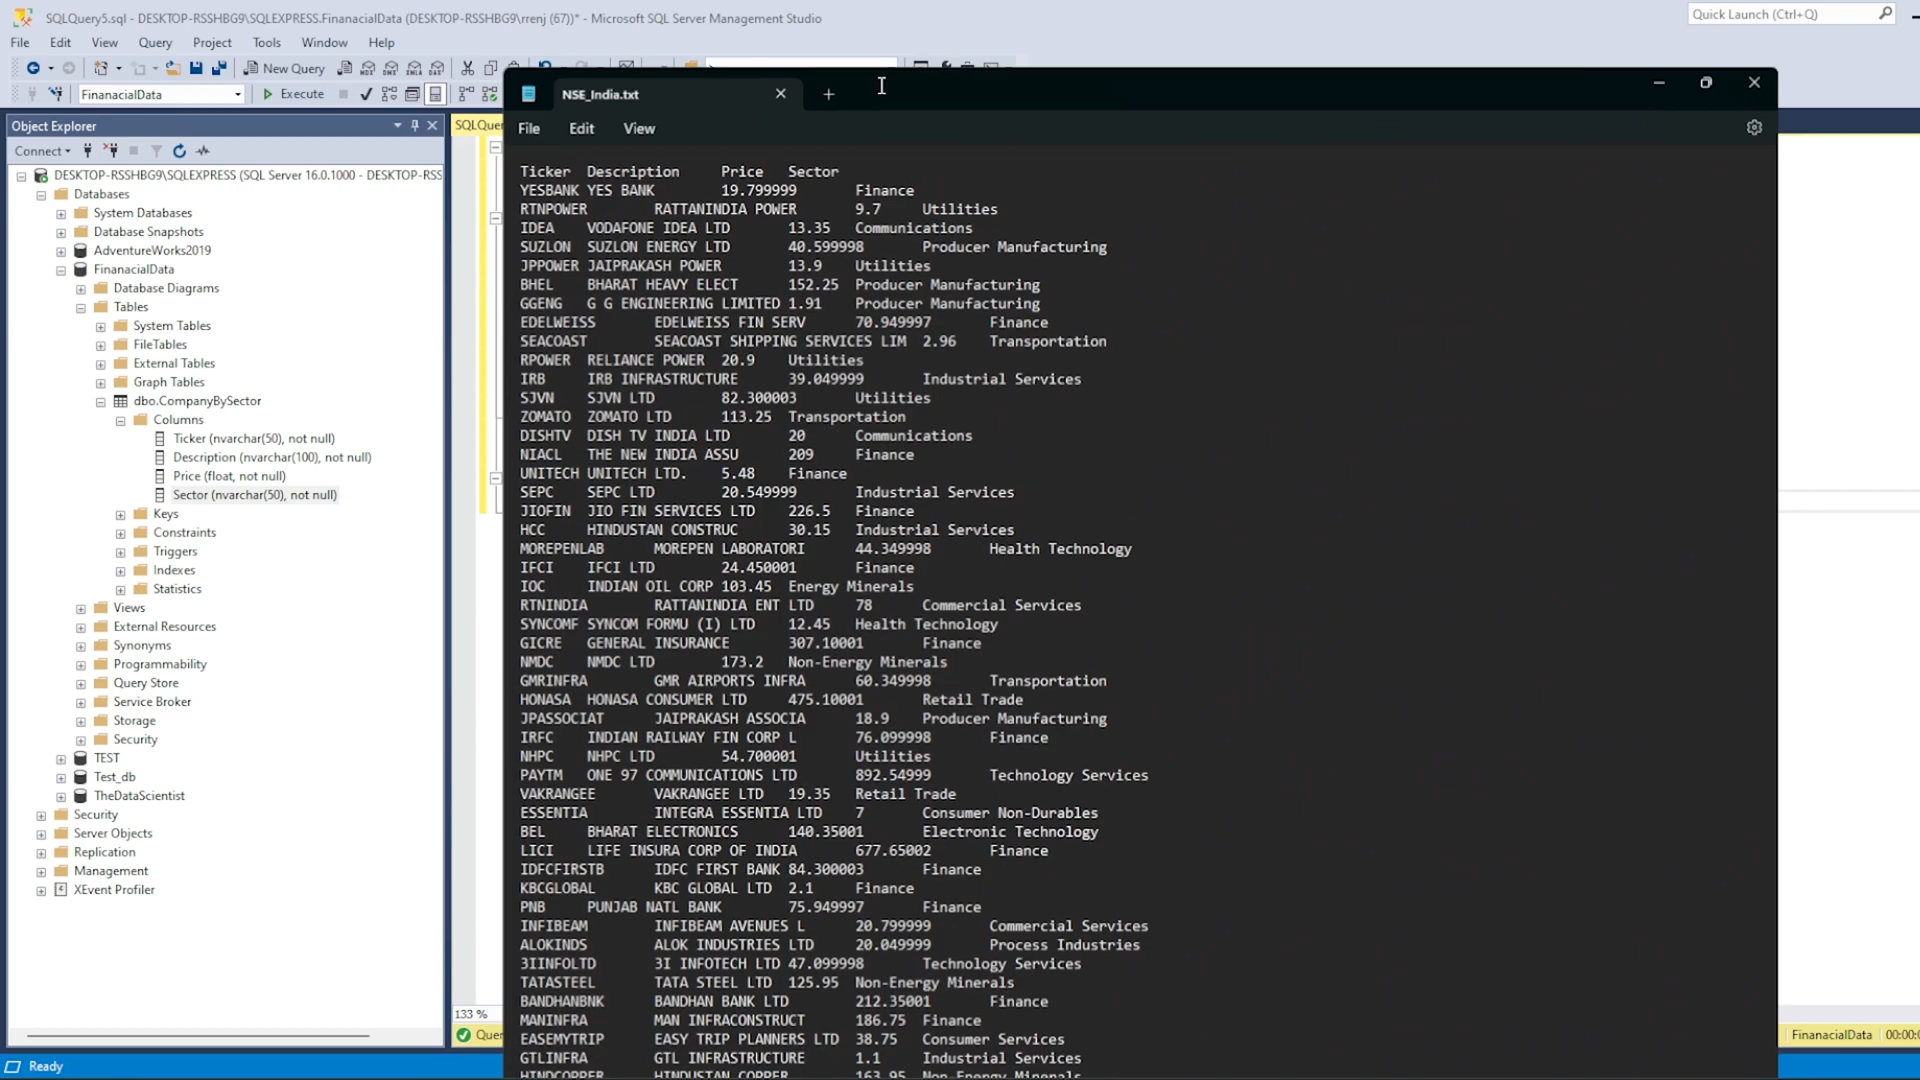 SQLQuery5.sql - DESKTOP-RSSHBG9\SQLEXPRESS.FinanacialData (DESKTOP-RSSHBG9\rrenj (67))* - Microsoft SQL Server Management Studio
Quick Launch (Ctrl+Q)
File Edit View Query Project Tools Window Help
New Query
FinanacialData Execute
Object Explorer
Connect
DESKTOP-RSSHBG9\SQLEXPRESS (SQL Server 16.0.1000 - DESKTOP-RSS
Databases
System Databases
Database Snapshots
AdventureWorks2019
FinanacialData
Database Diagrams
Tables
System Tables
FileTables
External Tables
Graph Tables
dbo.CompanyBySector
Columns
Ticker (nvarchar(50), not null)
Description (nvarchar(100), not null)
Price (float, not null)
Sector (nvarchar(50), not null)
Keys
Constraints
Triggers
Indexes
Statistics
Views
External Resources
Synonyms
Programmability
Query Store
Service Broker
Storage
Security
TEST
Test_db
TheDataScientist
Security
Server Objects
Replication
Management
XEvent Profiler
SQLQuer
133 %
Quer
NSE_India.txt
File Edit View
Ticker Description Price Sector
YESBANK YES BANK 19.799999 Finance
RTNPOWER RATTANINDIA POWER 9.7 Utilities
IDEA VODAFONE IDEA LTD 13.35 Communications
SUZLON SUZLON ENERGY LTD 40.599998 Producer Manufacturing
JPPOWER JAIPRAKASH POWER 13.9 Utilities
BHEL BHARAT HEAVY ELECT 152.25 Producer Manufacturing
GGENG G G ENGINEERING LIMITED 1.91 Producer Manufacturing
EDELWEISS EDELWEISS FIN SERV 70.949997 Finance
SEACOAST SEACOAST SHIPPING SERVICES LIM 2.96 Transportation
RPOWER RELIANCE POWER 20.9 Utilities
IRB IRB INFRASTRUCTURE 39.049999 Industrial Services
SJVN SJVN LTD 82.300003 Utilities
ZOMATO ZOMATO LTD 113.25 Transportation
DISHTV DISH TV INDIA LTD 20 Communications
NIACL THE NEW INDIA ASSU 209 Finance
UNITECH UNITECH LTD. 5.48 Finance
SEPC SEPC LTD 20.549999 Industrial Services
JIOFIN JIO FIN SERVICES LTD 226.5 Finance
HCC HINDUSTAN CONSTRUC 30.15 Industrial Services
MOREPENLAB MOREPEN LABORATORI 44.349998 Health Technology
IFCI IFCI LTD 24.450001 Finance
IOC INDIAN OIL CORP 103.45 Energy Minerals
RTNINDIA RATTANINDIA ENT LTD 78 Commercial Services
SYNCOMF SYNCOM FORMU (I) LTD 12.45 Health Technology
GICRE GENERAL INSURANCE 307.10001 Finance
NMDC NMDC LTD 173.2 Non-Energy Minerals
GMRINFRA GMR AIRPORTS INFRA 60.349998 Transportation
HONASA HONASA CONSUMER LTD 475.10001 Retail Trade
JPASSOCIAT JAIPRAKASH ASSOCIA 18.9 Producer Manufacturing
IRFC INDIAN RAILWAY FIN CORP L 76.099998 Finance
NHPC NHPC LTD 54.700001 Utilities
PAYTM ONE 97 COMMUNICATIONS LTD 892.54999 Technology Services
VAKRANGEE VAKRANGEE LTD 19.35 Retail Trade
ESSENTIA INTEGRA ESSENTIA LTD 7 Consumer Non-Durables
BEL BHARAT ELECTRONICS 140.35001 Electronic Technology
LICI LIFE INSURA CORP OF INDIA 677.65002 Finance
IDFCFIRSTB IDFC FIRST BANK 84.300003 Finance
KBCGLOBAL KBC GLOBAL LTD 2.1 Finance
PNB PUNJAB NATL BANK 75.949997 Finance
INFIBEAM INFIBEAM AVENUES L 20.799999 Commercial Services
ALOKINDS ALOK INDUSTRIES LTD 20.049999 Process Industries
3IINFOLTD 3I INFOTECH LTD 47.099998 Technology Services
TATASTEEL TATA STEEL LTD 125.95 Non-Energy Minerals
BANDHANBNK BANDHAN BANK LTD 212.35001 Finance
MANINFRA MAN INFRACONSTRUCT 186.75 Finance
EASEMYTRIP EASY TRIP PLANNERS LTD 38.75 Consumer Services
GTLINFRA GTL INFRASTRUCTURE 1.1 Industrial Services
HINDCOPPER HINDUSTAN COPPER 163.95 Non-Energy Minerals
FinanacialData 00:00:0
Ready